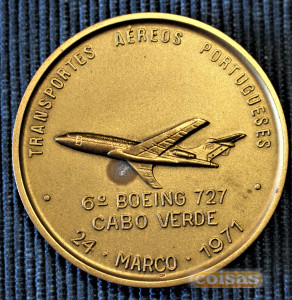 TRANSPORTES AÉREOS PORTUGUESES
6º BOEING 727
CABO VERDE
24 · MARÇO · 1971
coisas